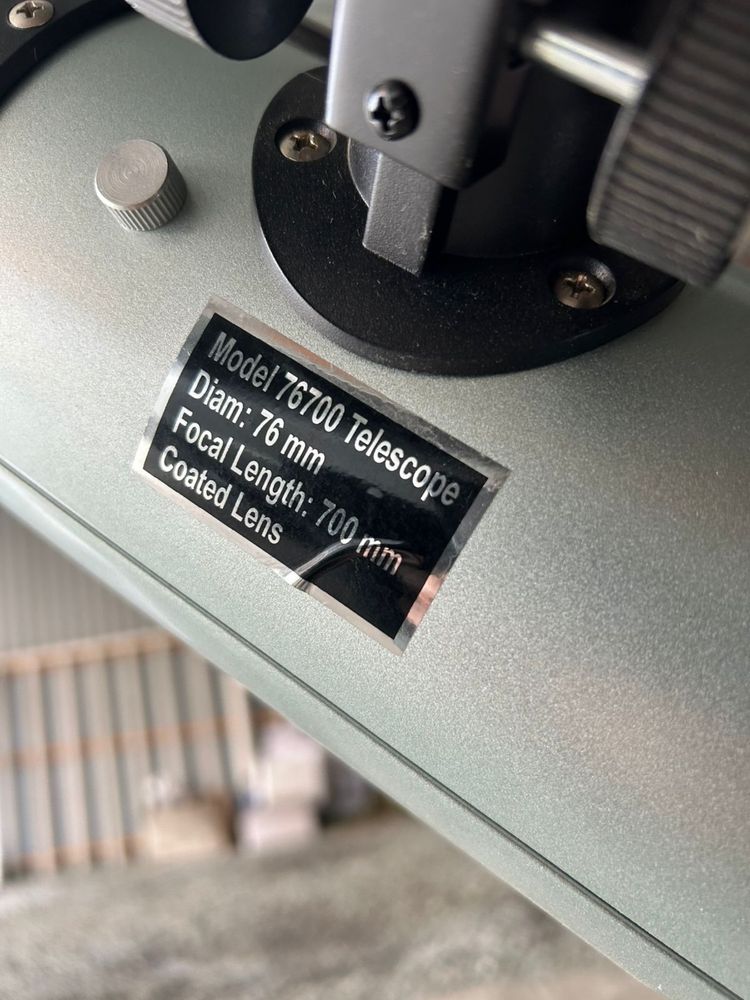 Model 76700 Telescope
Diam: 76 mm
Focal Length: 700 mm
Coated Lens